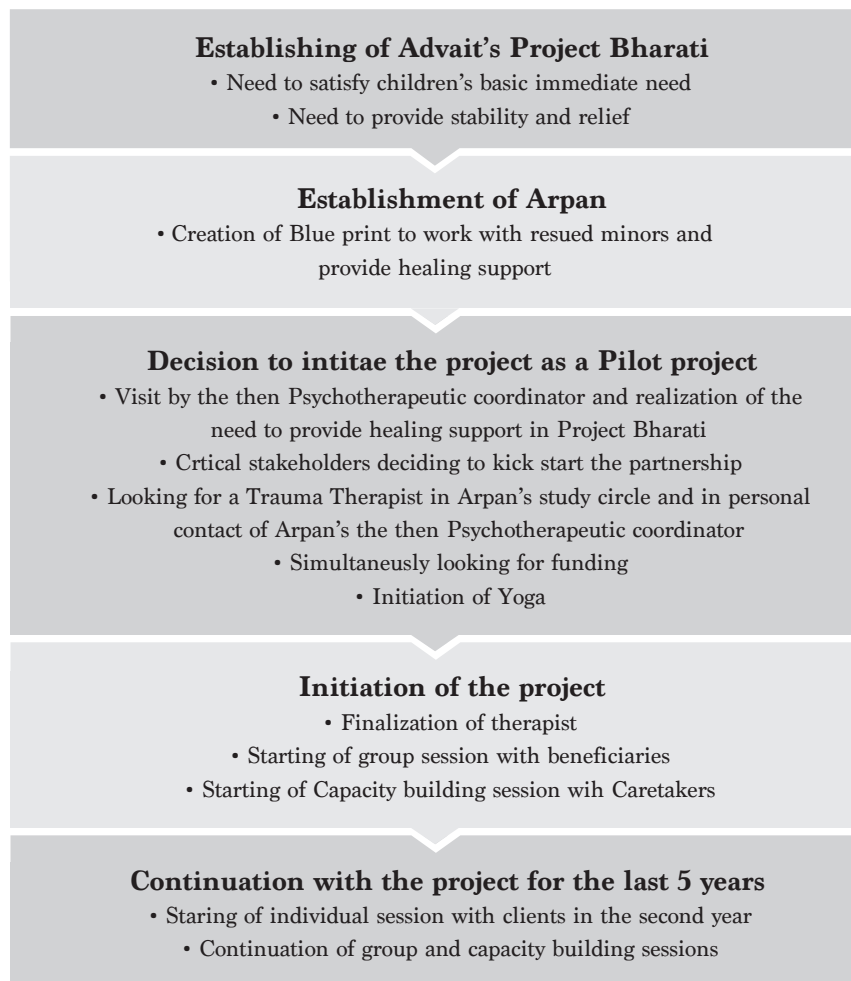 Establishing of Advait's Project Bharati
• Need to satisfy children's basic immediate need
• Need to provide stability and relief
Establishment of Arpan
• Creation of Blue print to work with resued minors and
provide healing support
Decision to intitae the project as a Pilot project
• Visit by the then Psychotherapeutic coordinator and realization of the
need to provide healing support in Project Bharati
• Crtical stakeholders deciding to kick start the partnership
• Looking for a Trauma Therapist in Arpan's study circle and in personal
contact of Arpan's the then Psychotherapeutic coordinator
• Simultaneusly looking for funding
• Initiation of Yoga
Initiation of the project
• Finalization of therapist
• Starting of group session with beneficiaries
• Starting of Capacity building session wih Caretakers
Continuation with the project for the last 5 years
• Staring of individual session with clients in the second year
• Continuation of group and capacity building sessions